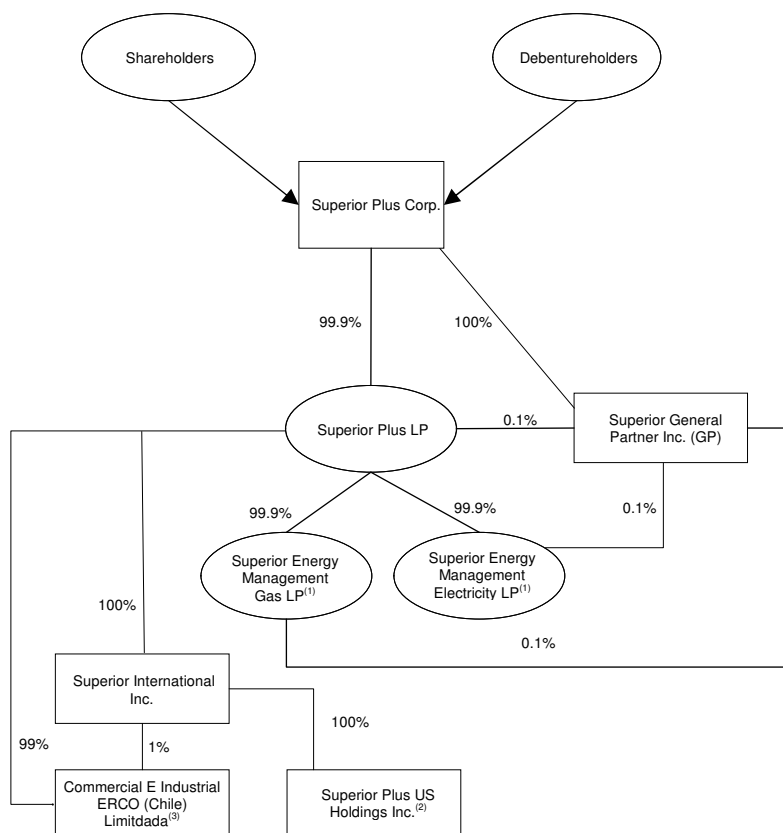 Shareholders
Debentureholders
Superior Plus Corp.
99.9%
100%
Superior Plus LP
0.1%
Superior General
Partner Inc. (GP)
99.9%
99.9%
0.1%
Superior Energy
Management
Gas LP(1)
Superior Energy
Management
Electricity LP(1)
100%
0.1%
Superior International
Inc.
99%
1%
100%
Commercial E Industrial
ERCO (Chile)
Limitdada(3)
Superior Plus US
Holdings Inc.(2)